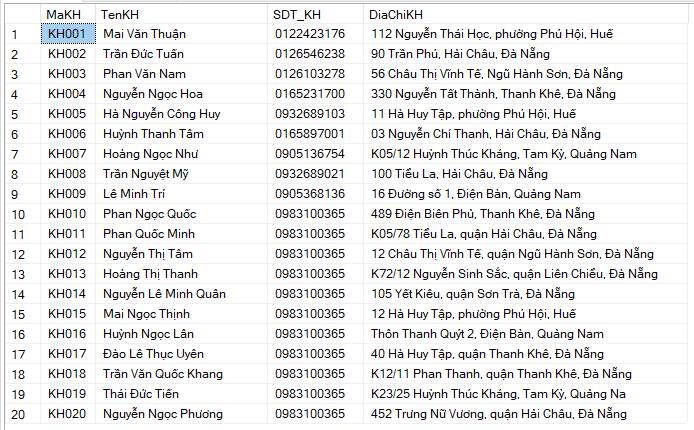 MaKH TenKH SDT_KH DiaChiKH
1 KH001 Mai Văn Thuận 0122423176 112 Nguyễn Thái Học, phường Phú Hội, Huế
2 KH002 Trần Đức Tuấn 0126546238 90 Trần Phú, Hải Châu, Đà Nẵng
3 KH003 Phan Văn Nam 0126103278 56 Châu Thị Vĩnh Tế, Ngũ Hành Sơn, Đà Nẵng
4 KH004 Nguyễn Ngọc Hoa 0165231700 330 Nguyễn Tất Thành, Thanh Khê, Đà Nẵng
5 KH005 Hà Nguyễn Công Huy 0932689103 11 Hà Huy Tập, phường Phú Hội, Huế
6 KH006 Huỳnh Thanh Tâm 0165897001 03 Nguyễn Chí Thanh, Hải Châu, Đà Nẵng
7 KH007 Hoàng Ngọc Như 0905136754 K05/12 Huỳnh Thúc Kháng, Tam Kỳ, Quảng Nam
8 KH008 Trần Nguyệt Mỹ 0932689021 100 Tiểu La, Hải Châu, Đà Nẵng
9 KH009 Lê Minh Trí 0905368136 16 Đường số 1, Điện Bàn, Quảng Nam
10 KH010 Phan Ngọc Quốc 0983100365 489 Điện Biên Phủ, Thanh Khê, Đà Nẵng
11 KH011 Phan Quốc Minh 0983100365 K05/78 Tiểu La, quận Hải Châu, Đà Nẵng
12 KH012 Nguyễn Thị Tâm 0983100365 12 Châu Thị Vĩnh Tế, quận Ngũ Hành Sơn, Đà Nẵng
13 KH013 Hoàng Thị Thanh 0983100365 K72/12 Nguyễn Sinh Sắc, quận Liên Chiểu, Đà Nẵng
14 KH014 Nguyễn Lê Minh Quân 0983100365 105 Yết Kiêu, quận Sơn Trà, Đà Nẵng
15 KH015 Mai Ngọc Thịnh 0983100365 12 Hà Huy Tập, phường Phú Hội, Huế
16 KH016 Huỳnh Ngọc Lân 0983100365 Thôn Thanh Quýt 2, Điện Bàn, Quảng Nam
17 KH017 Đào Lê Thục Uyên 0983100365 40 Hà Huy Tập, quận Thanh Khê, Đà Nẵng
18 KH018 Trần Văn Quốc Khang 0983100365 K12/11 Phan Thanh, quận Thanh Khê, Đà Nẵng
19 KH019 Thái Đức Tiến 0983100365 K23/25 Huỳnh Thúc Kháng, Tam Kỳ, Quảng Na
20 KH020 Nguyễn Ngọc Phương 0983100365 452 Trưng Nữ Vương, quận Hải Châu, Đà Nẵng